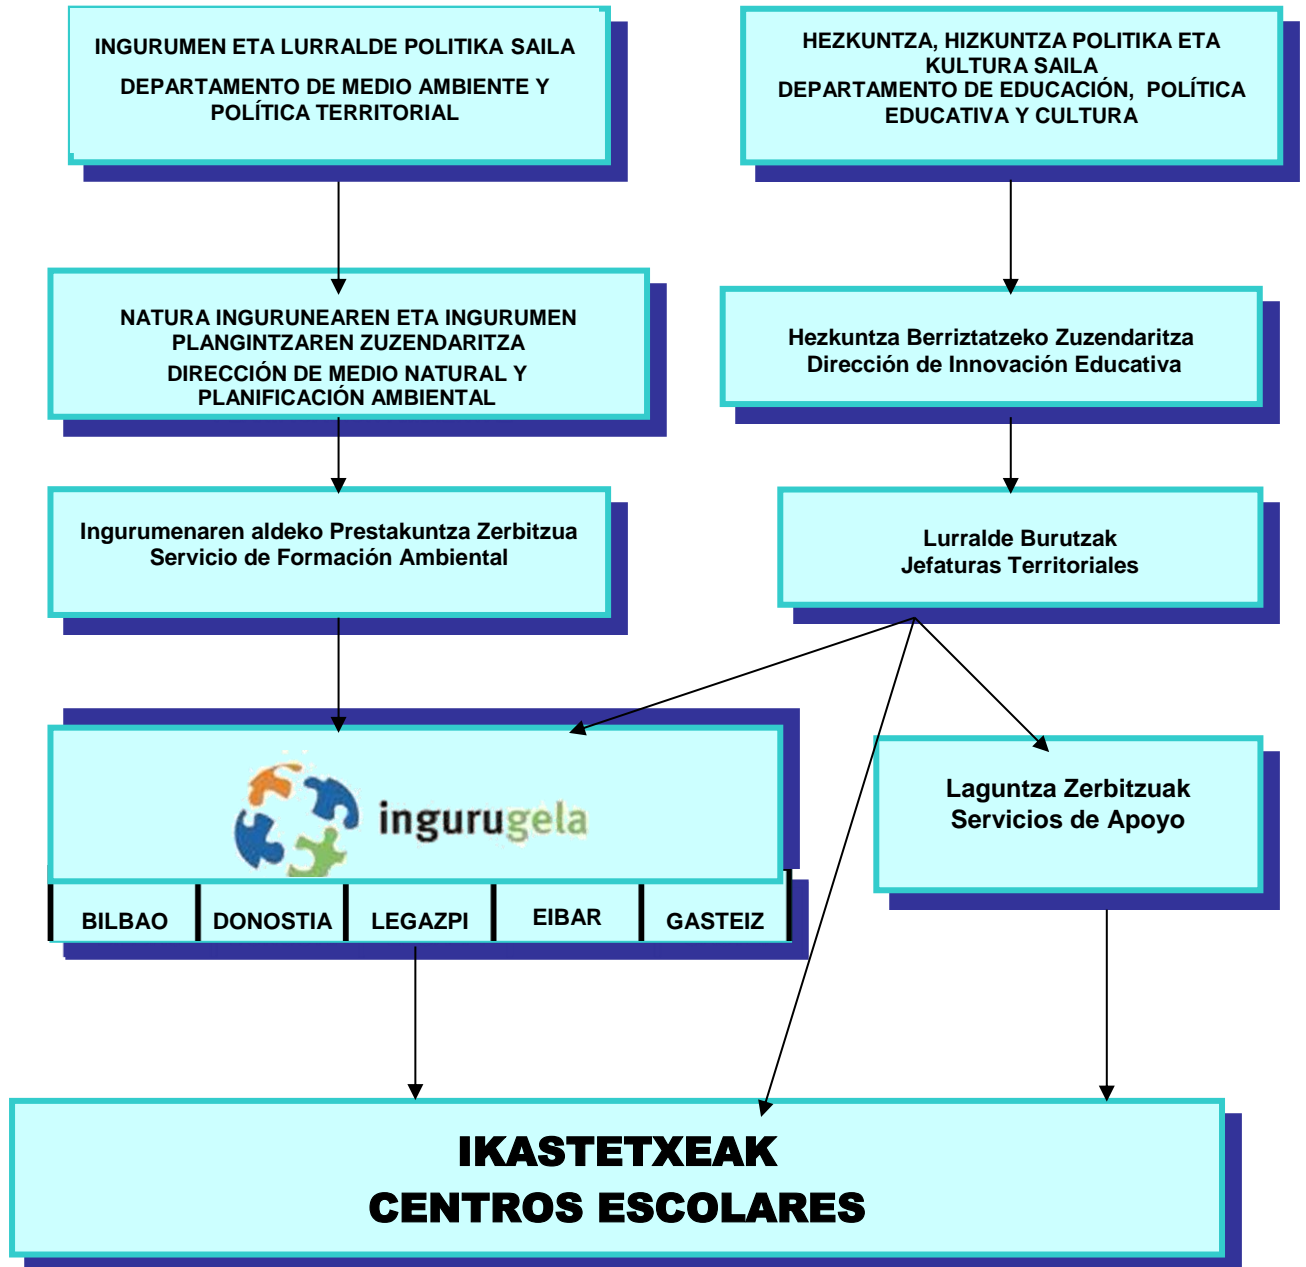 INGURUMEN ETA LURRALDE POLITIKA SAILA
DEPARTAMENTO DE MEDIO AMBIENTE Y
POLÍTICA TERRITORIAL
HEZKUNTZA, HIZKUNTZA POLITIKA ETA
KULTURA SAILA
DEPARTAMENTO DE EDUCACIÓN, POLÍTICA
EDUCATIVA Y CULTURA
NATURA INGURUNEAREN ETA INGURUMEN
PLANGINTZAREN ZUZENDARITZA
DIRECCIÓN DE MEDIO NATURAL Y
PLANIFICACIÓN AMBIENTAL
Hezkuntza Berriztatzeko Zuzendaritza
Dirección de Innovación Educativa
Ingurumenaren aldeko Prestakuntza Zerbitzua
Servicio de Formación Ambiental
Lurralde Burutzak
Jefaturas Territoriales
ingurugela
BILBAO
DONOSTIA
LEGAZPI
EIBAR
GASTEIZ
Laguntza Zerbitzuak
Servicios de Apoyo
IKASTETXEAK
CENTROS ESCOLARES